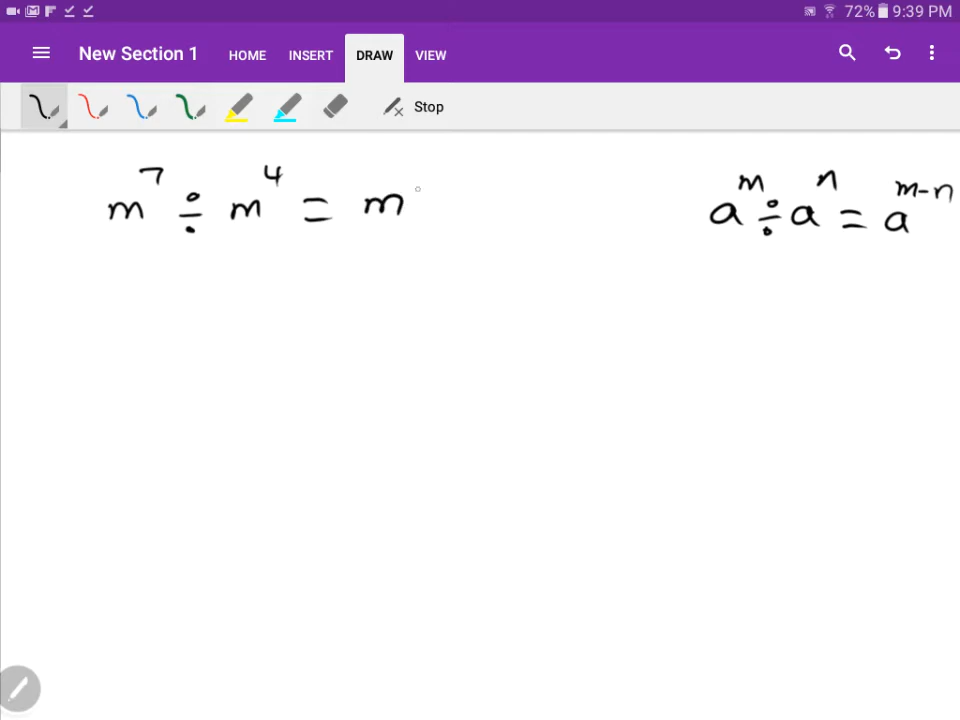 72% 9:39 PM
New Section 1 HOME INSERT DRAW VIEW
Stop
m⁷ ÷ m⁴ = m
aᵐ ÷ aⁿ = aᵐ⁻ⁿ